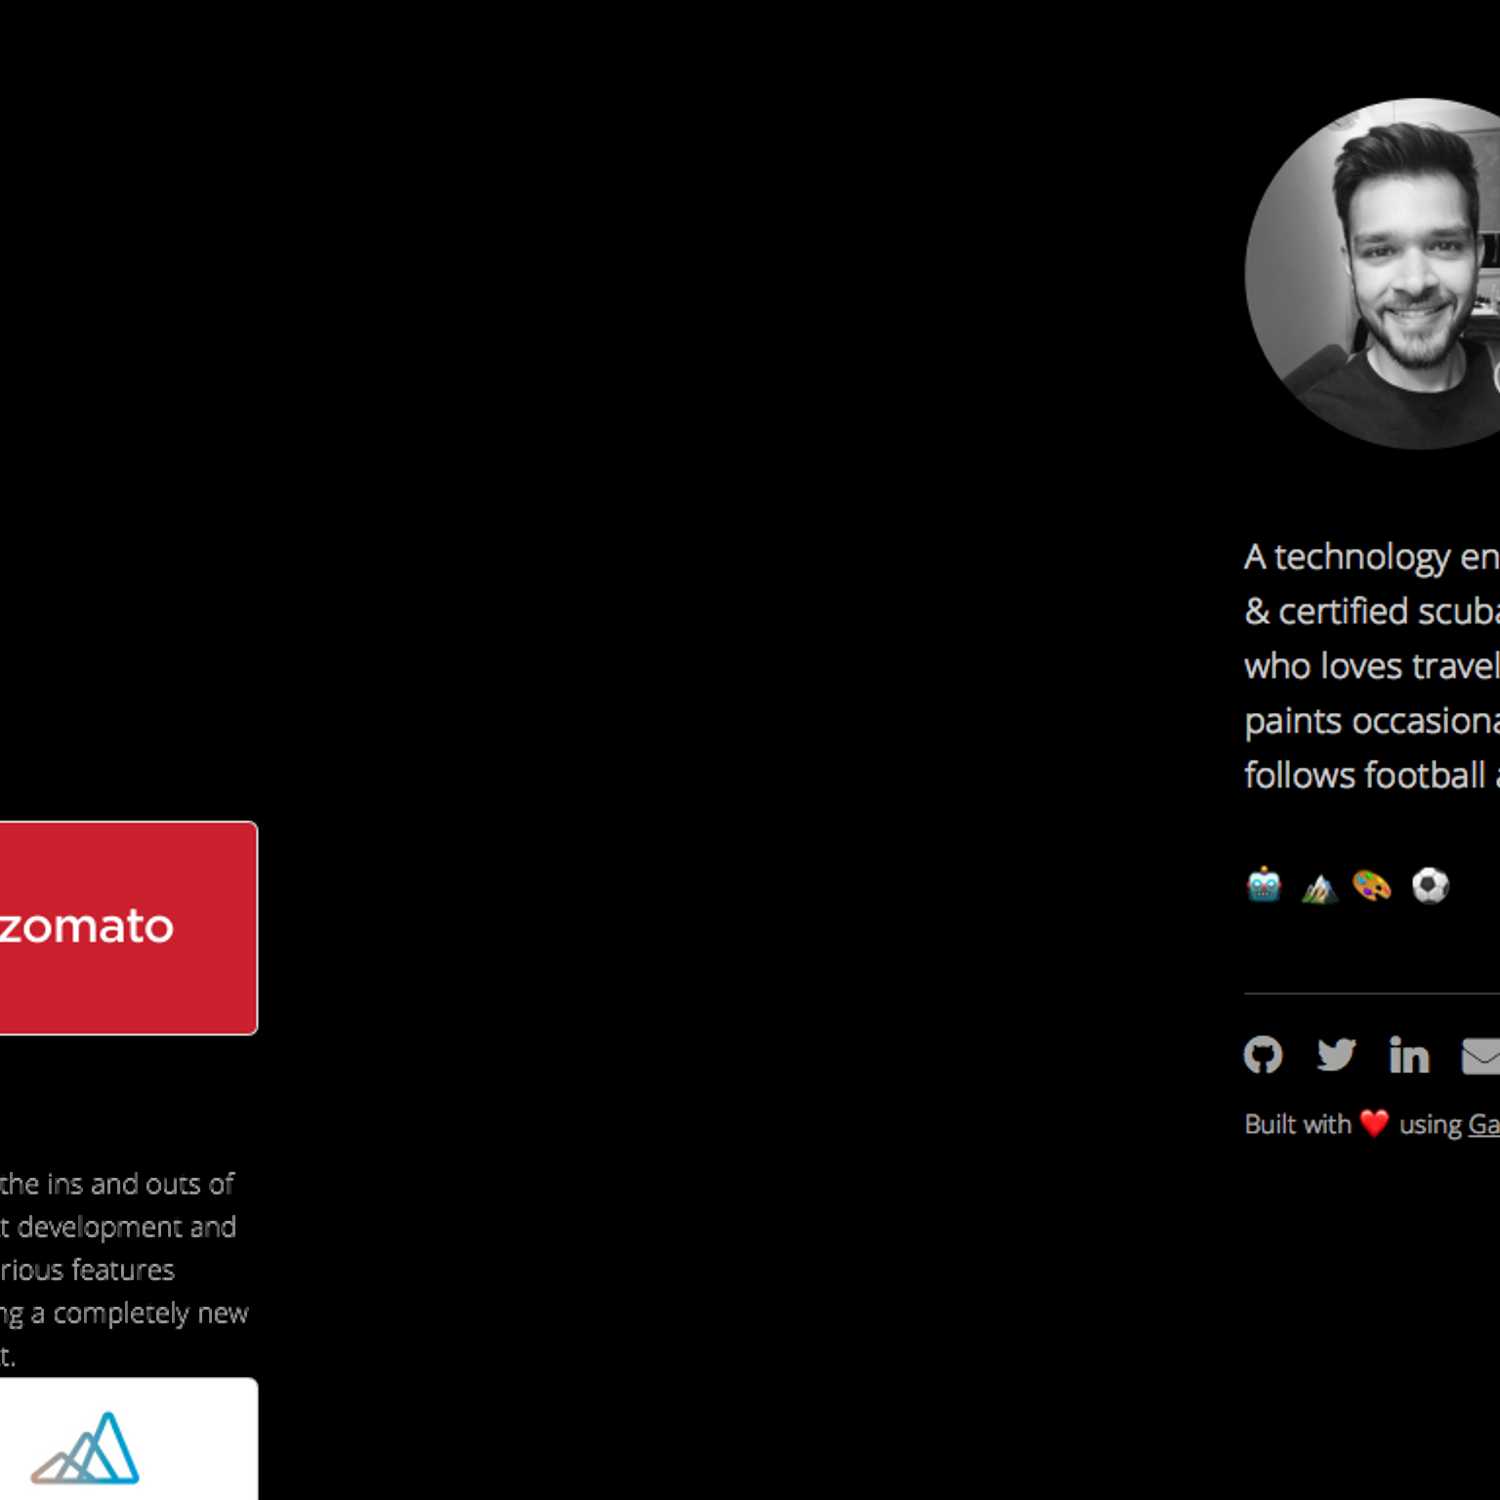 zomato
the ins and outs of
t development and
rious features
ng a completely new
t.
A technology en
& certified scuba
who loves travel
paints occasiona
follows football a
in
Built with ❤️ using Ga